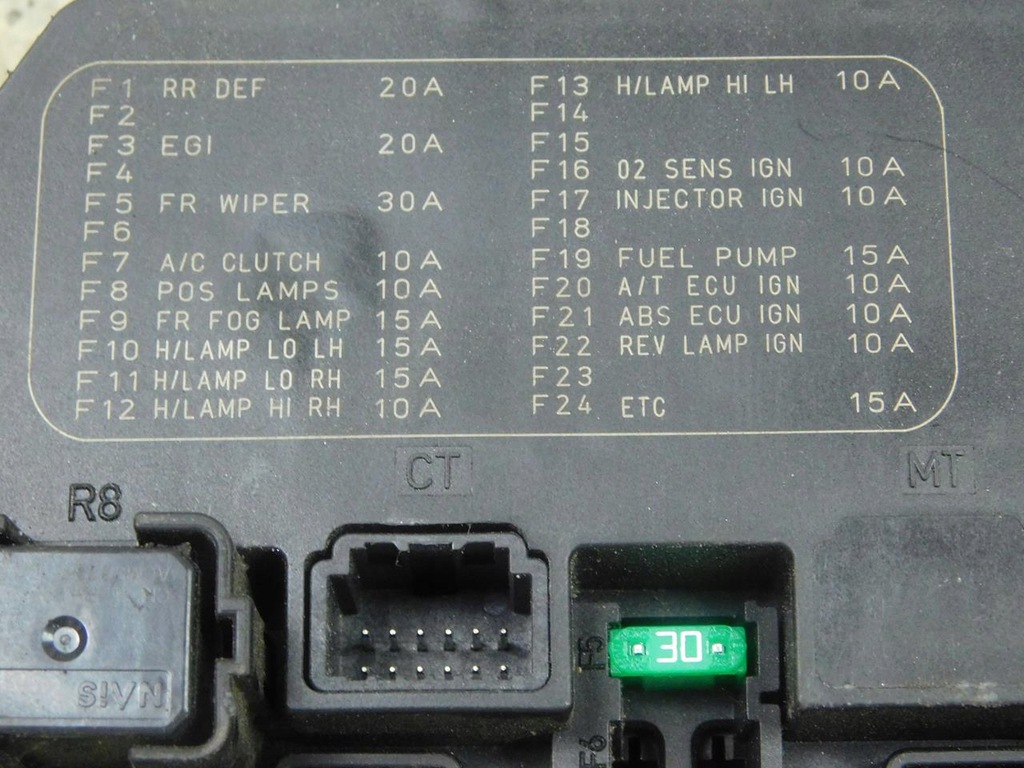 F1 RR DEF 20A
F2
F3 EGI 20A
F4
F5 FR WIPER 30A
F6
F7 A/C CLUTCH 10A
F8 POS LAMPS 10A
F9 FR FOG LAMP 15A
F10 H/LAMP LO LH 15A
F11 H/LAMP LO RH 15A
F12 H/LAMP HI RH 10A
F13 H/LAMP HI LH 10A
F14
F15
F16 O2 SENS IGN 10A
F17 INJECTOR IGN 10A
F18
F19 FUEL PUMP 15A
F20 A/T ECU IGN 10A
F21 ABS ECU IGN 10A
F22 REV LAMP IGN 10A
F23
F24 ETC 15A
CT
MT
R8
NAiS
F5
30
F6